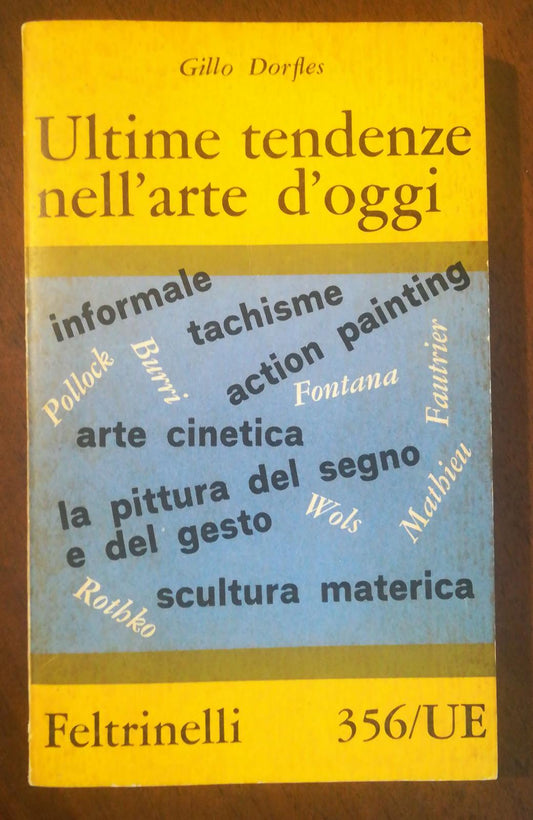 Gillo Dorfles
Ultime tendenze
nell'arte d'oggi
informale
tachisme
action painting
Pollock
Burri
Fontana
Fautrier
arte cinetica
la pittura del segno
e del gesto
Wols
Mathieu
Rothko
scultura materica
Feltrinelli
356/UE